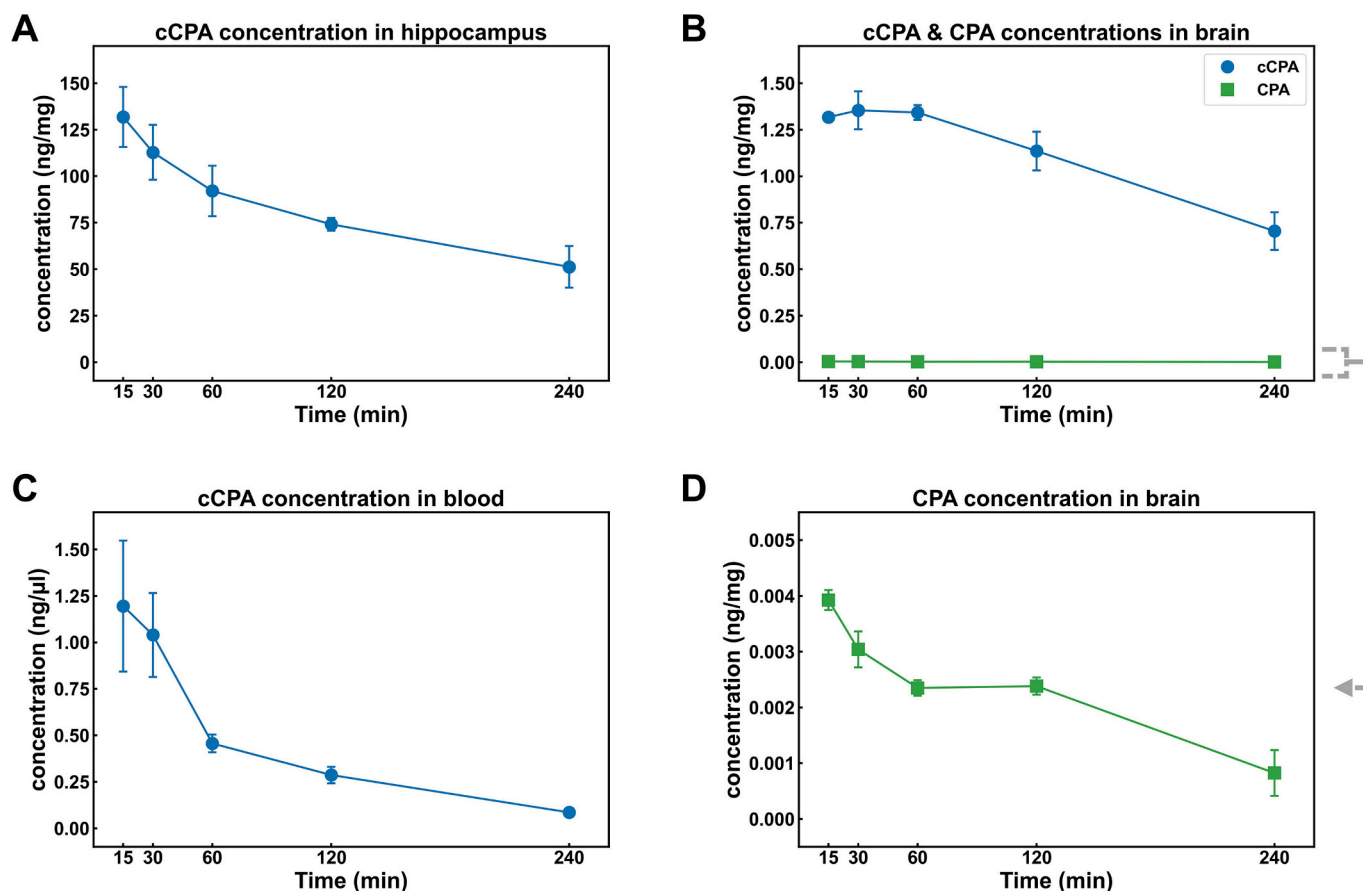 A
cCPA concentration in hippocampus
concentration (ng/mg)
150
125
100
75
50
25
0
15 30 60 120 240
Time (min)
B
cCPA & CPA concentrations in brain
cCPA
CPA
concentration (ng/mg)
1.50
1.25
1.00
0.75
0.50
0.25
0.00
15 30 60 120 240
Time (min)
C
cCPA concentration in blood
concentration (ng/µl)
1.50
1.25
1.00
0.75
0.50
0.25
0.00
15 30 60 120 240
Time (min)
D
CPA concentration in brain
concentration (ng/mg)
0.005
0.004
0.003
0.002
0.001
0.000
15 30 60 120 240
Time (min)